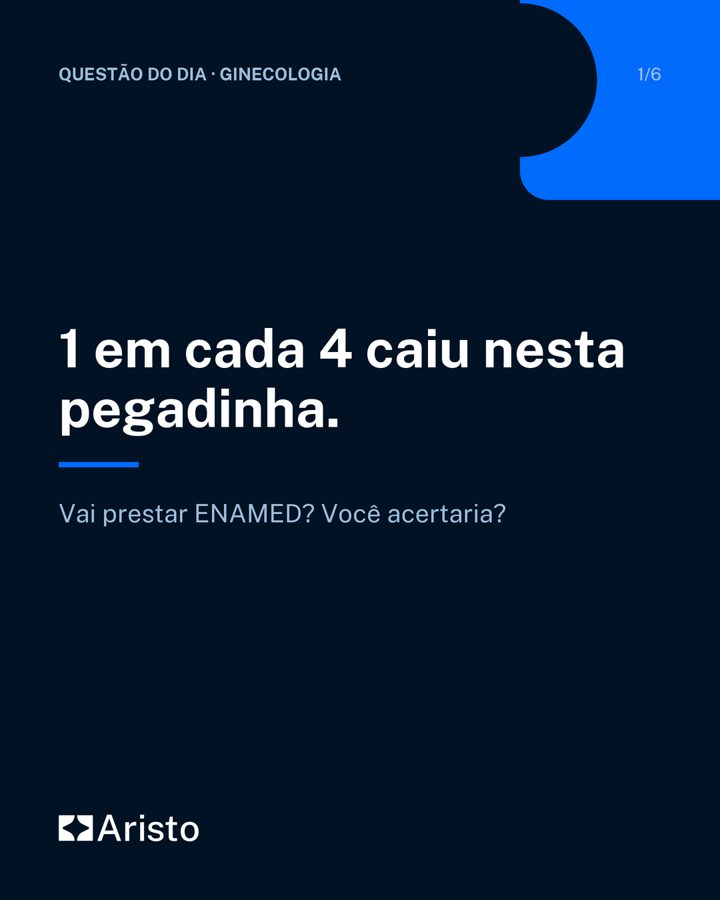 QUESTÃO DO DIA · GINECOLOGIA
1/6
1 em cada 4 caiu nesta
pegadinha.
Vai prestar ENAMED? Você acertaria?
Aristo